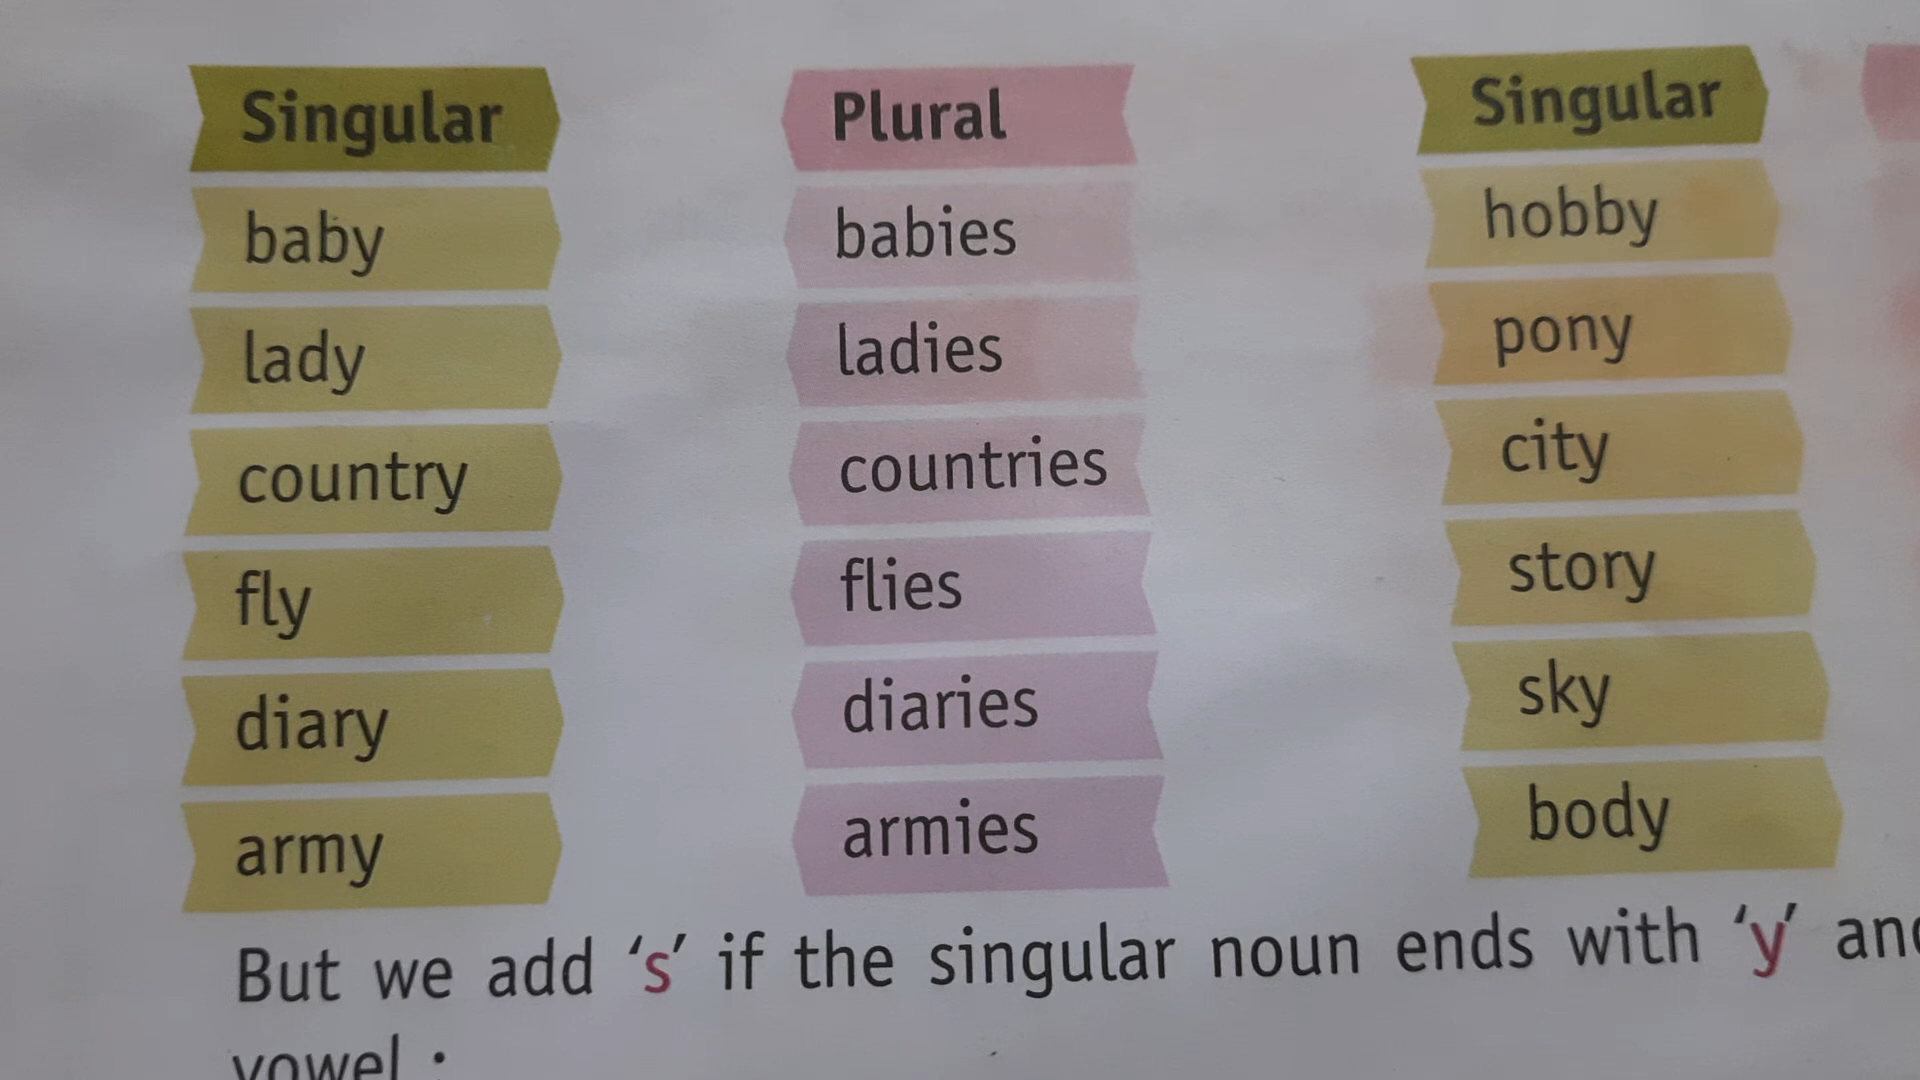 Singular Plural Singular
baby babies hobby
lady ladies pony
country countries city
fly flies story
diary diaries sky
army armies body
But we add ‘s’ if the singular noun ends with ‘y’
vowel :